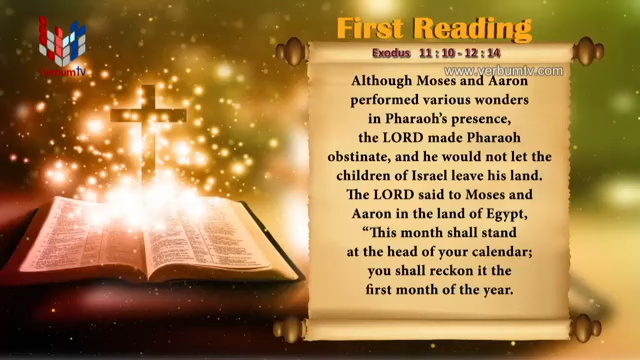 First Reading
Exodus 11 : 10 - 12 : 14
www.verbumtv.com
verbumtv
Although Moses and Aaron
performed various wonders
in Pharaoh's presence,
the LORD made Pharaoh
obstinate, and he would not let the
children of Israel leave his land.
The LORD said to Moses and
Aaron in the land of Egypt,
“This month shall stand
at the head of your calendar;
you shall reckon it the
first month of the year.